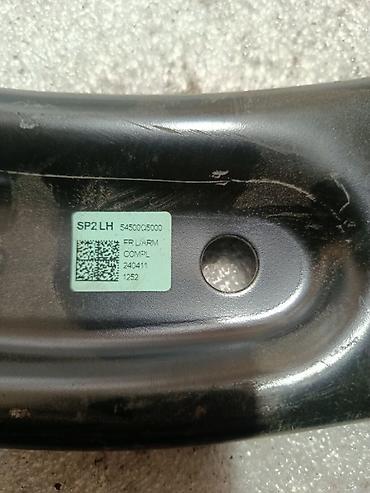 SP2 LH 54500Q5000
FR L/ARM
COMPL
240411
1252